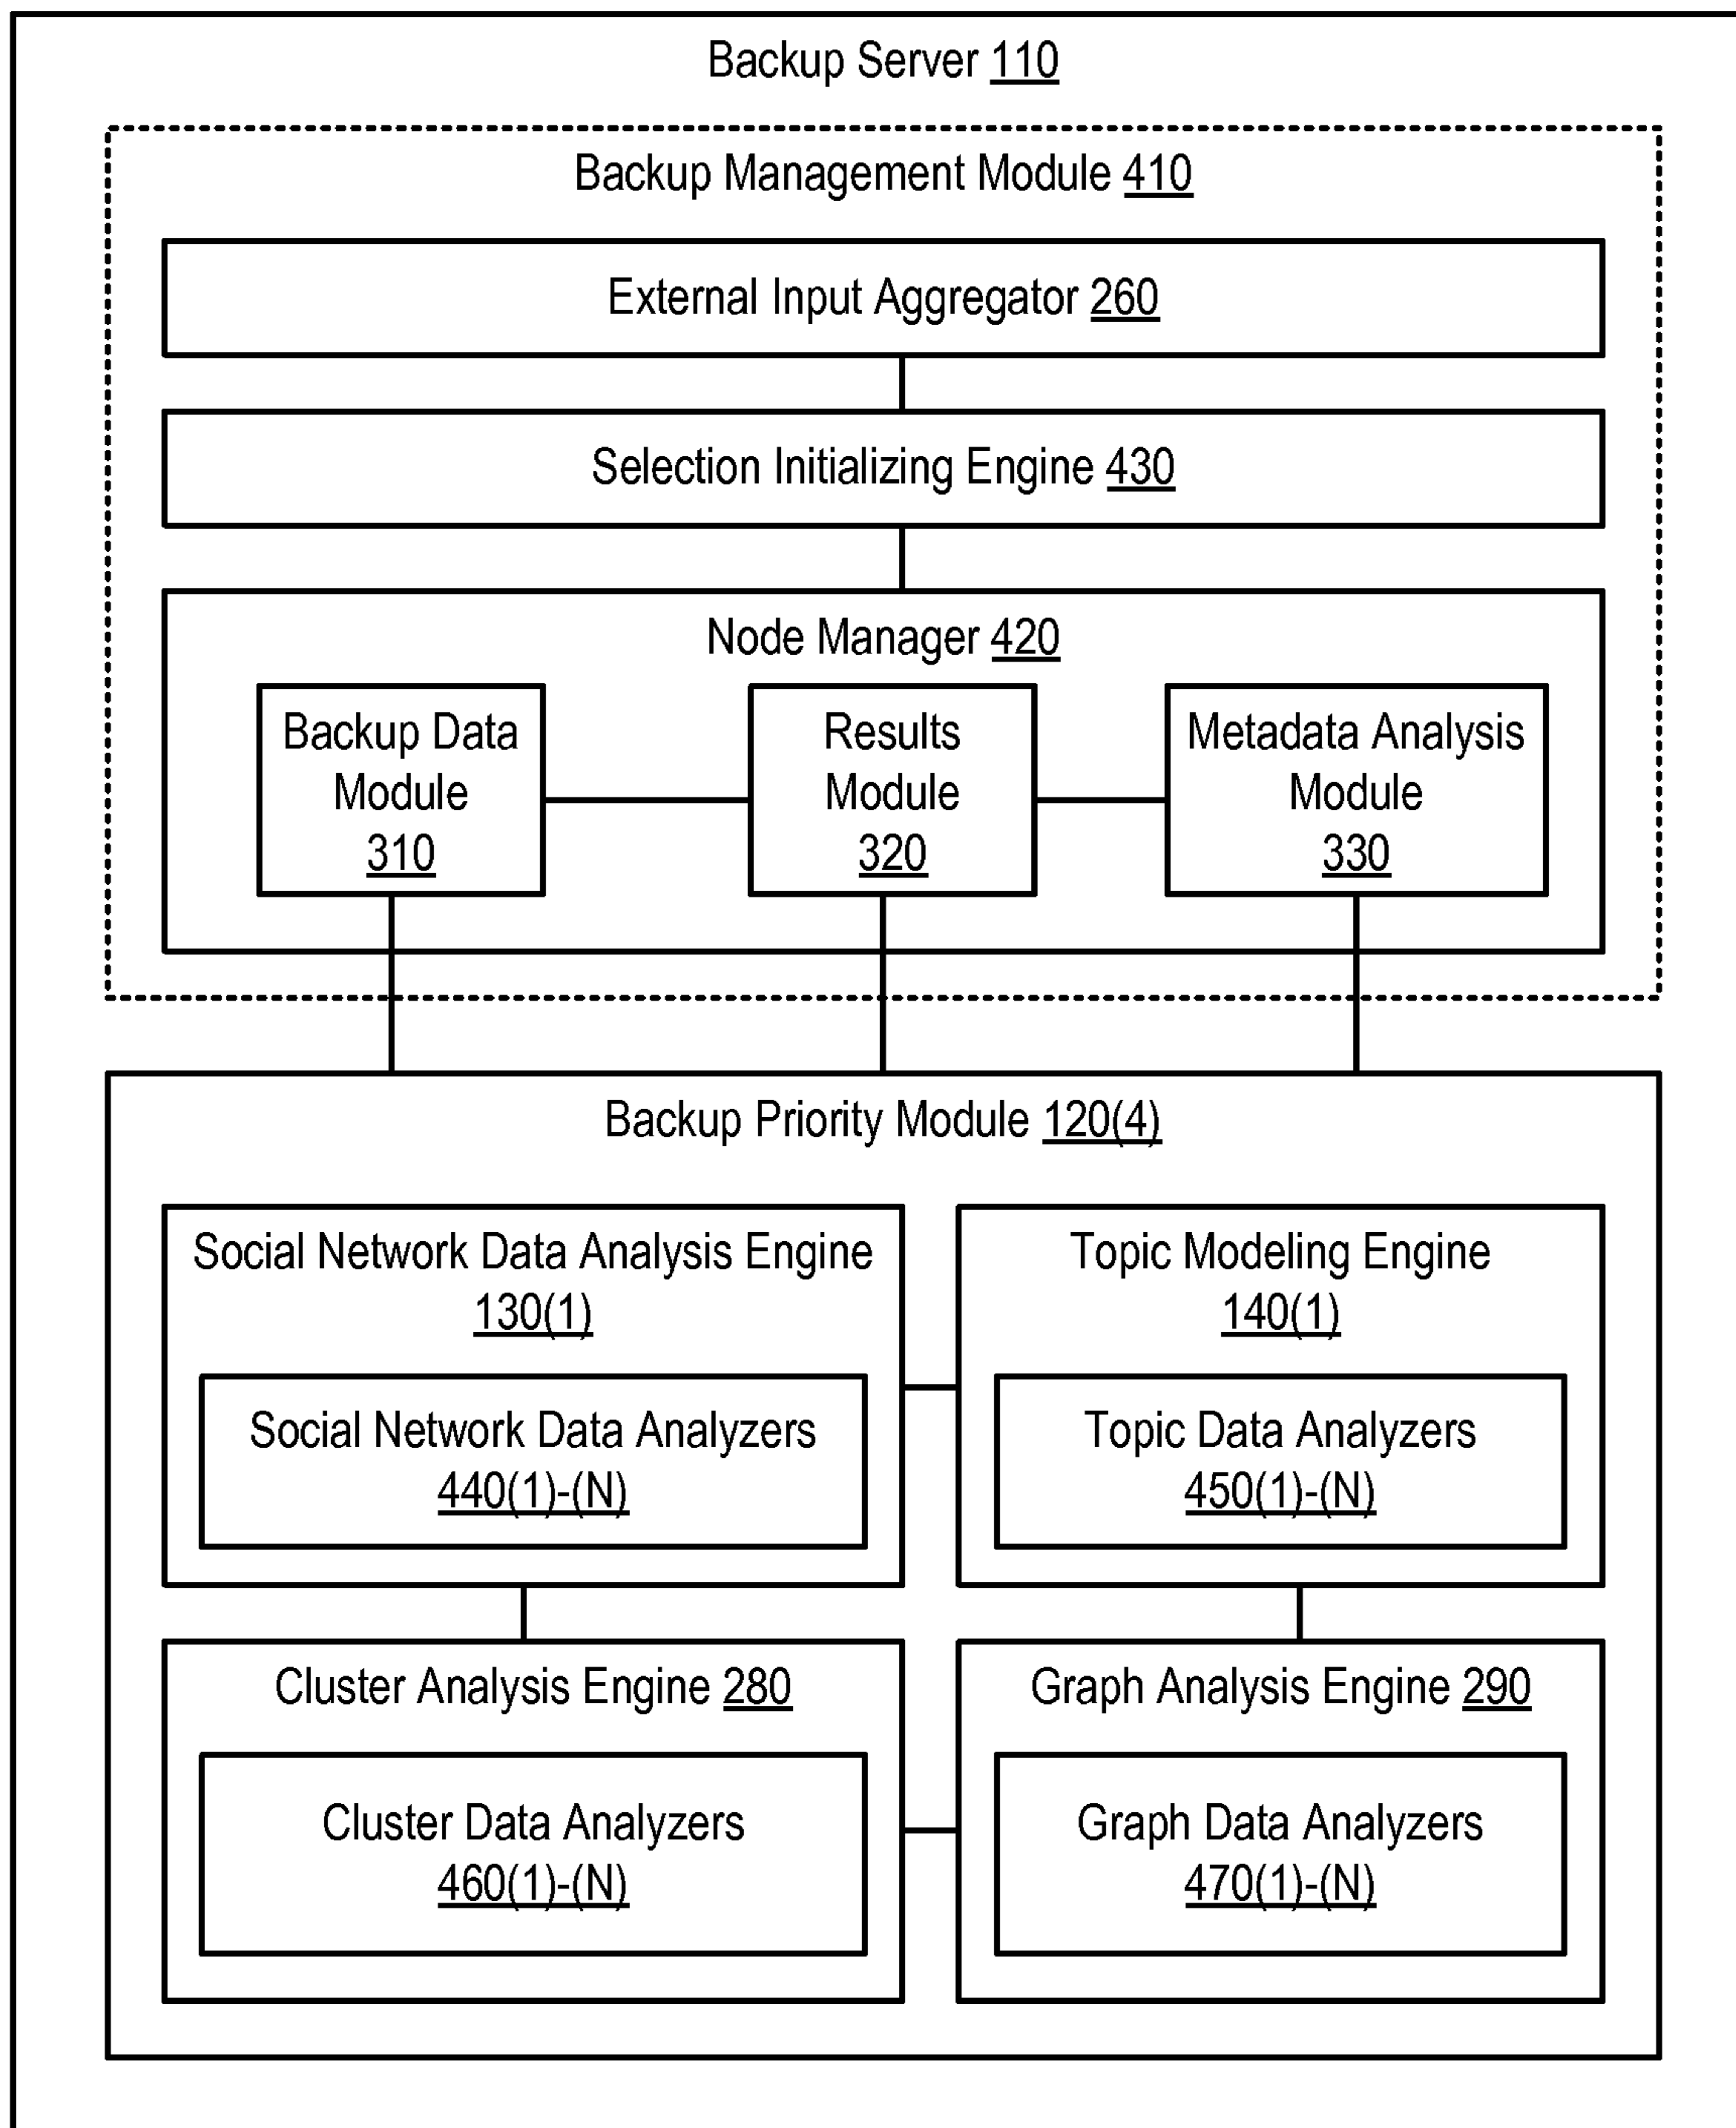 Backup Server 110
Backup Management Module 410
External Input Aggregator 260
Selection Initializing Engine 430
Node Manager 420
Backup Data
Module
310
Results
Module
320
Metadata Analysis
Module
330
Backup Priority Module 120(4)
Social Network Data Analysis Engine
130(1)
Social Network Data Analyzers
440(1)-(N)
Topic Modeling Engine
140(1)
Topic Data Analyzers
450(1)-(N)
Cluster Analysis Engine 280
Cluster Data Analyzers
460(1)-(N)
Graph Analysis Engine 290
Graph Data Analyzers
470(1)-(N)